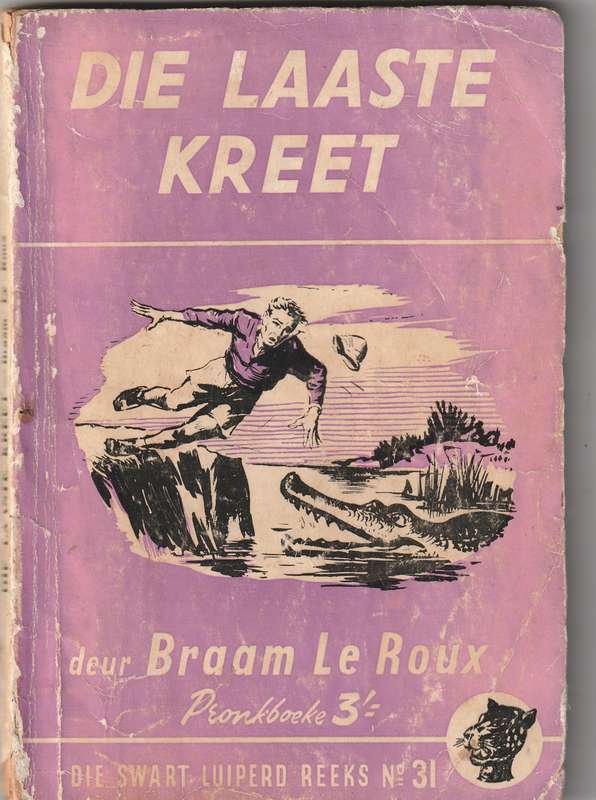 DIE LAASTE
KREET
deur Braam Le Roux
Pronkboeke 3/-
DIE SWART LUIPERD REEKS No 31